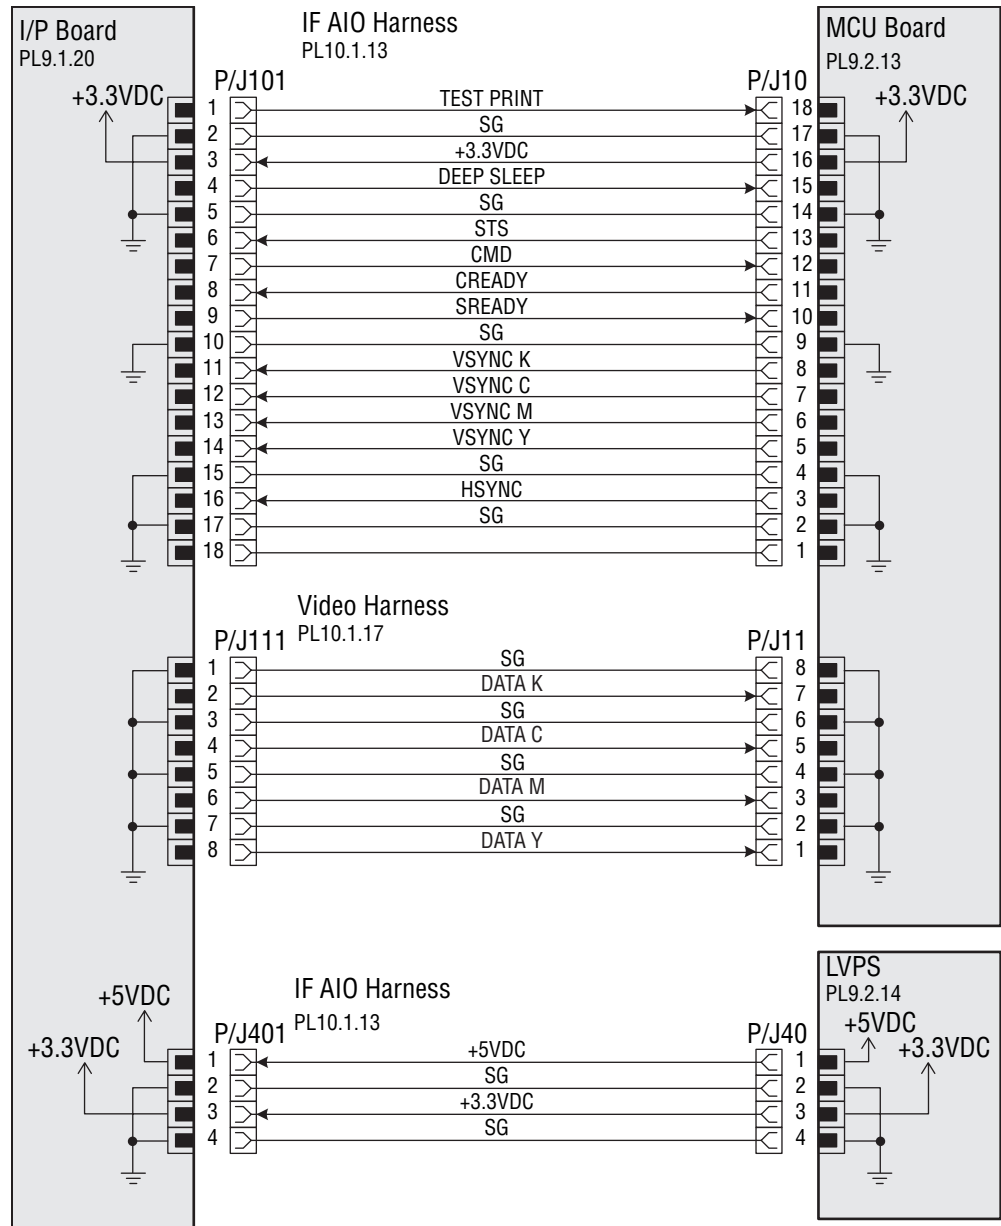 I/P Board
PL9.1.20
IF AIO Harness
PL10.1.13
MCU Board
PL9.2.13
P/J101
P/J10
+3.3VDC
+3.3VDC
1 TEST PRINT 18
2 SG 17
3 +3.3VDC 16
4 DEEP SLEEP 15
5 SG 14
6 STS 13
7 CMD 12
8 CREADY 11
9 SREADY 10
10 SG 9
11 VSYNC K 8
12 VSYNC C 7
13 VSYNC M 6
14 VSYNC Y 5
15 SG 4
16 HSYNC 3
17 SG 2
18 1
Video Harness
PL10.1.17
P/J111
P/J11
1 SG 8
2 DATA K 7
3 SG 6
4 DATA C 5
5 SG 4
6 DATA M 3
7 SG 2
8 DATA Y 1
LVPS
PL9.2.14
IF AIO Harness
PL10.1.13
+5VDC
+3.3VDC
P/J401
P/J40
+5VDC
+3.3VDC
1 +5VDC 1
2 SG 2
3 +3.3VDC 3
4 SG 4